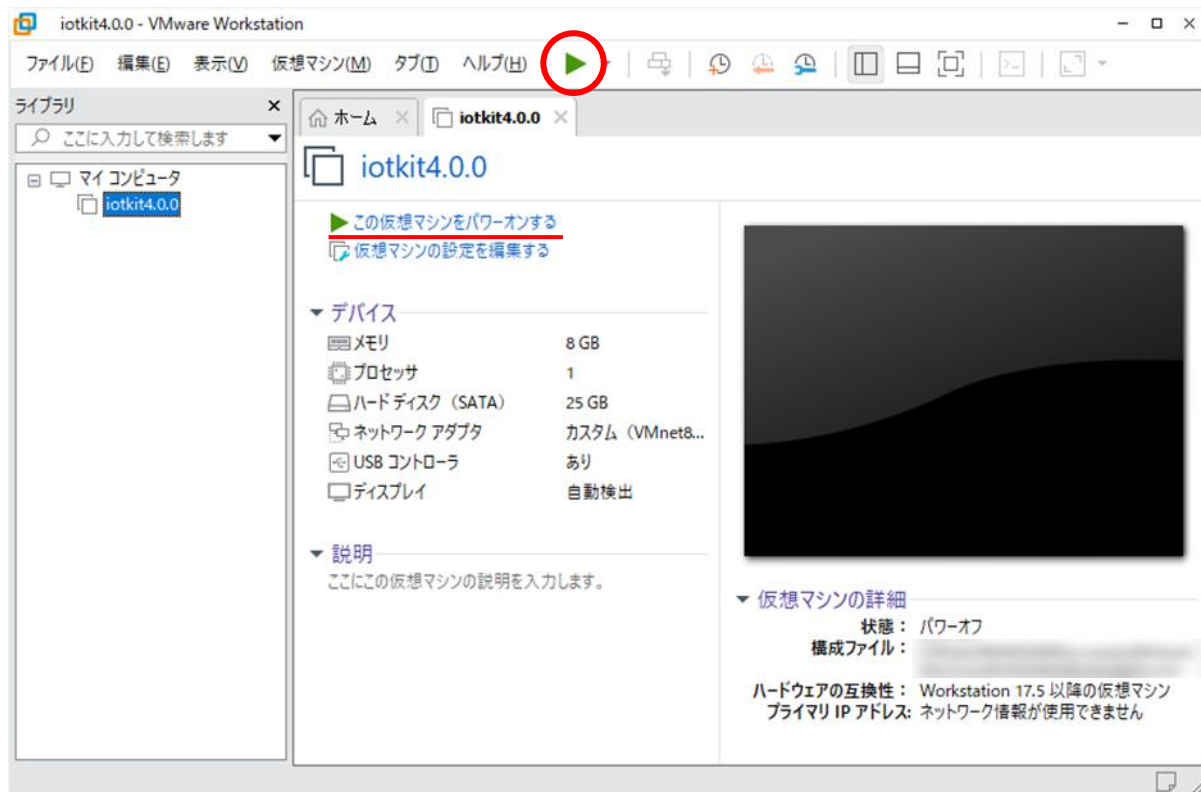 iotkit4.0.0 - VMware Workstation
ファイル(F) 編集(E) 表示(V) 仮想マシン(M) タブ(T) ヘルプ(H)
ライブラリ
ここに入力して検索します
マイ コンピュータ
iotkit4.0.0
ホーム
iotkit4.0.0
iotkit4.0.0
この仮想マシンをパワーオンする
仮想マシンの設定を編集する
デバイス
メモリ 8 GB
プロセッサ 1
ハード ディスク（SATA） 25 GB
ネットワーク アダプタ カスタム（VMnet8...
USB コントローラ あり
ディスプレイ 自動検出
説明
ここにこの仮想マシンの説明を入力します。
仮想マシンの詳細
状態： パワーオフ
構成ファイル：
ハードウェアの互換性： Workstation 17.5 以降の仮想マシン
プライマリ IP アドレス: ネットワーク情報が使用できません